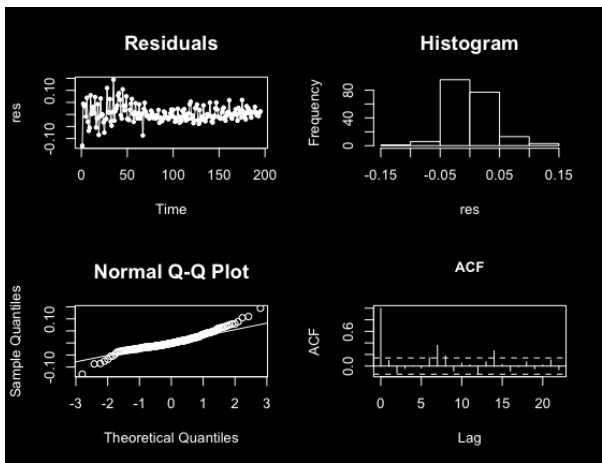 Residuals
res
0.10
-0.10
0 50 100 150 200
Time
Histogram
Frequency
80
40
0
-0.15 -0.05 0.05 0.15
res
Normal Q-Q Plot
Sample Quantiles
0.10
-0.10
-3 -2 -1 0 1 2 3
Theoretical Quantiles
ACF
ACF
0.6
0.0
0 5 10 15 20
Lag